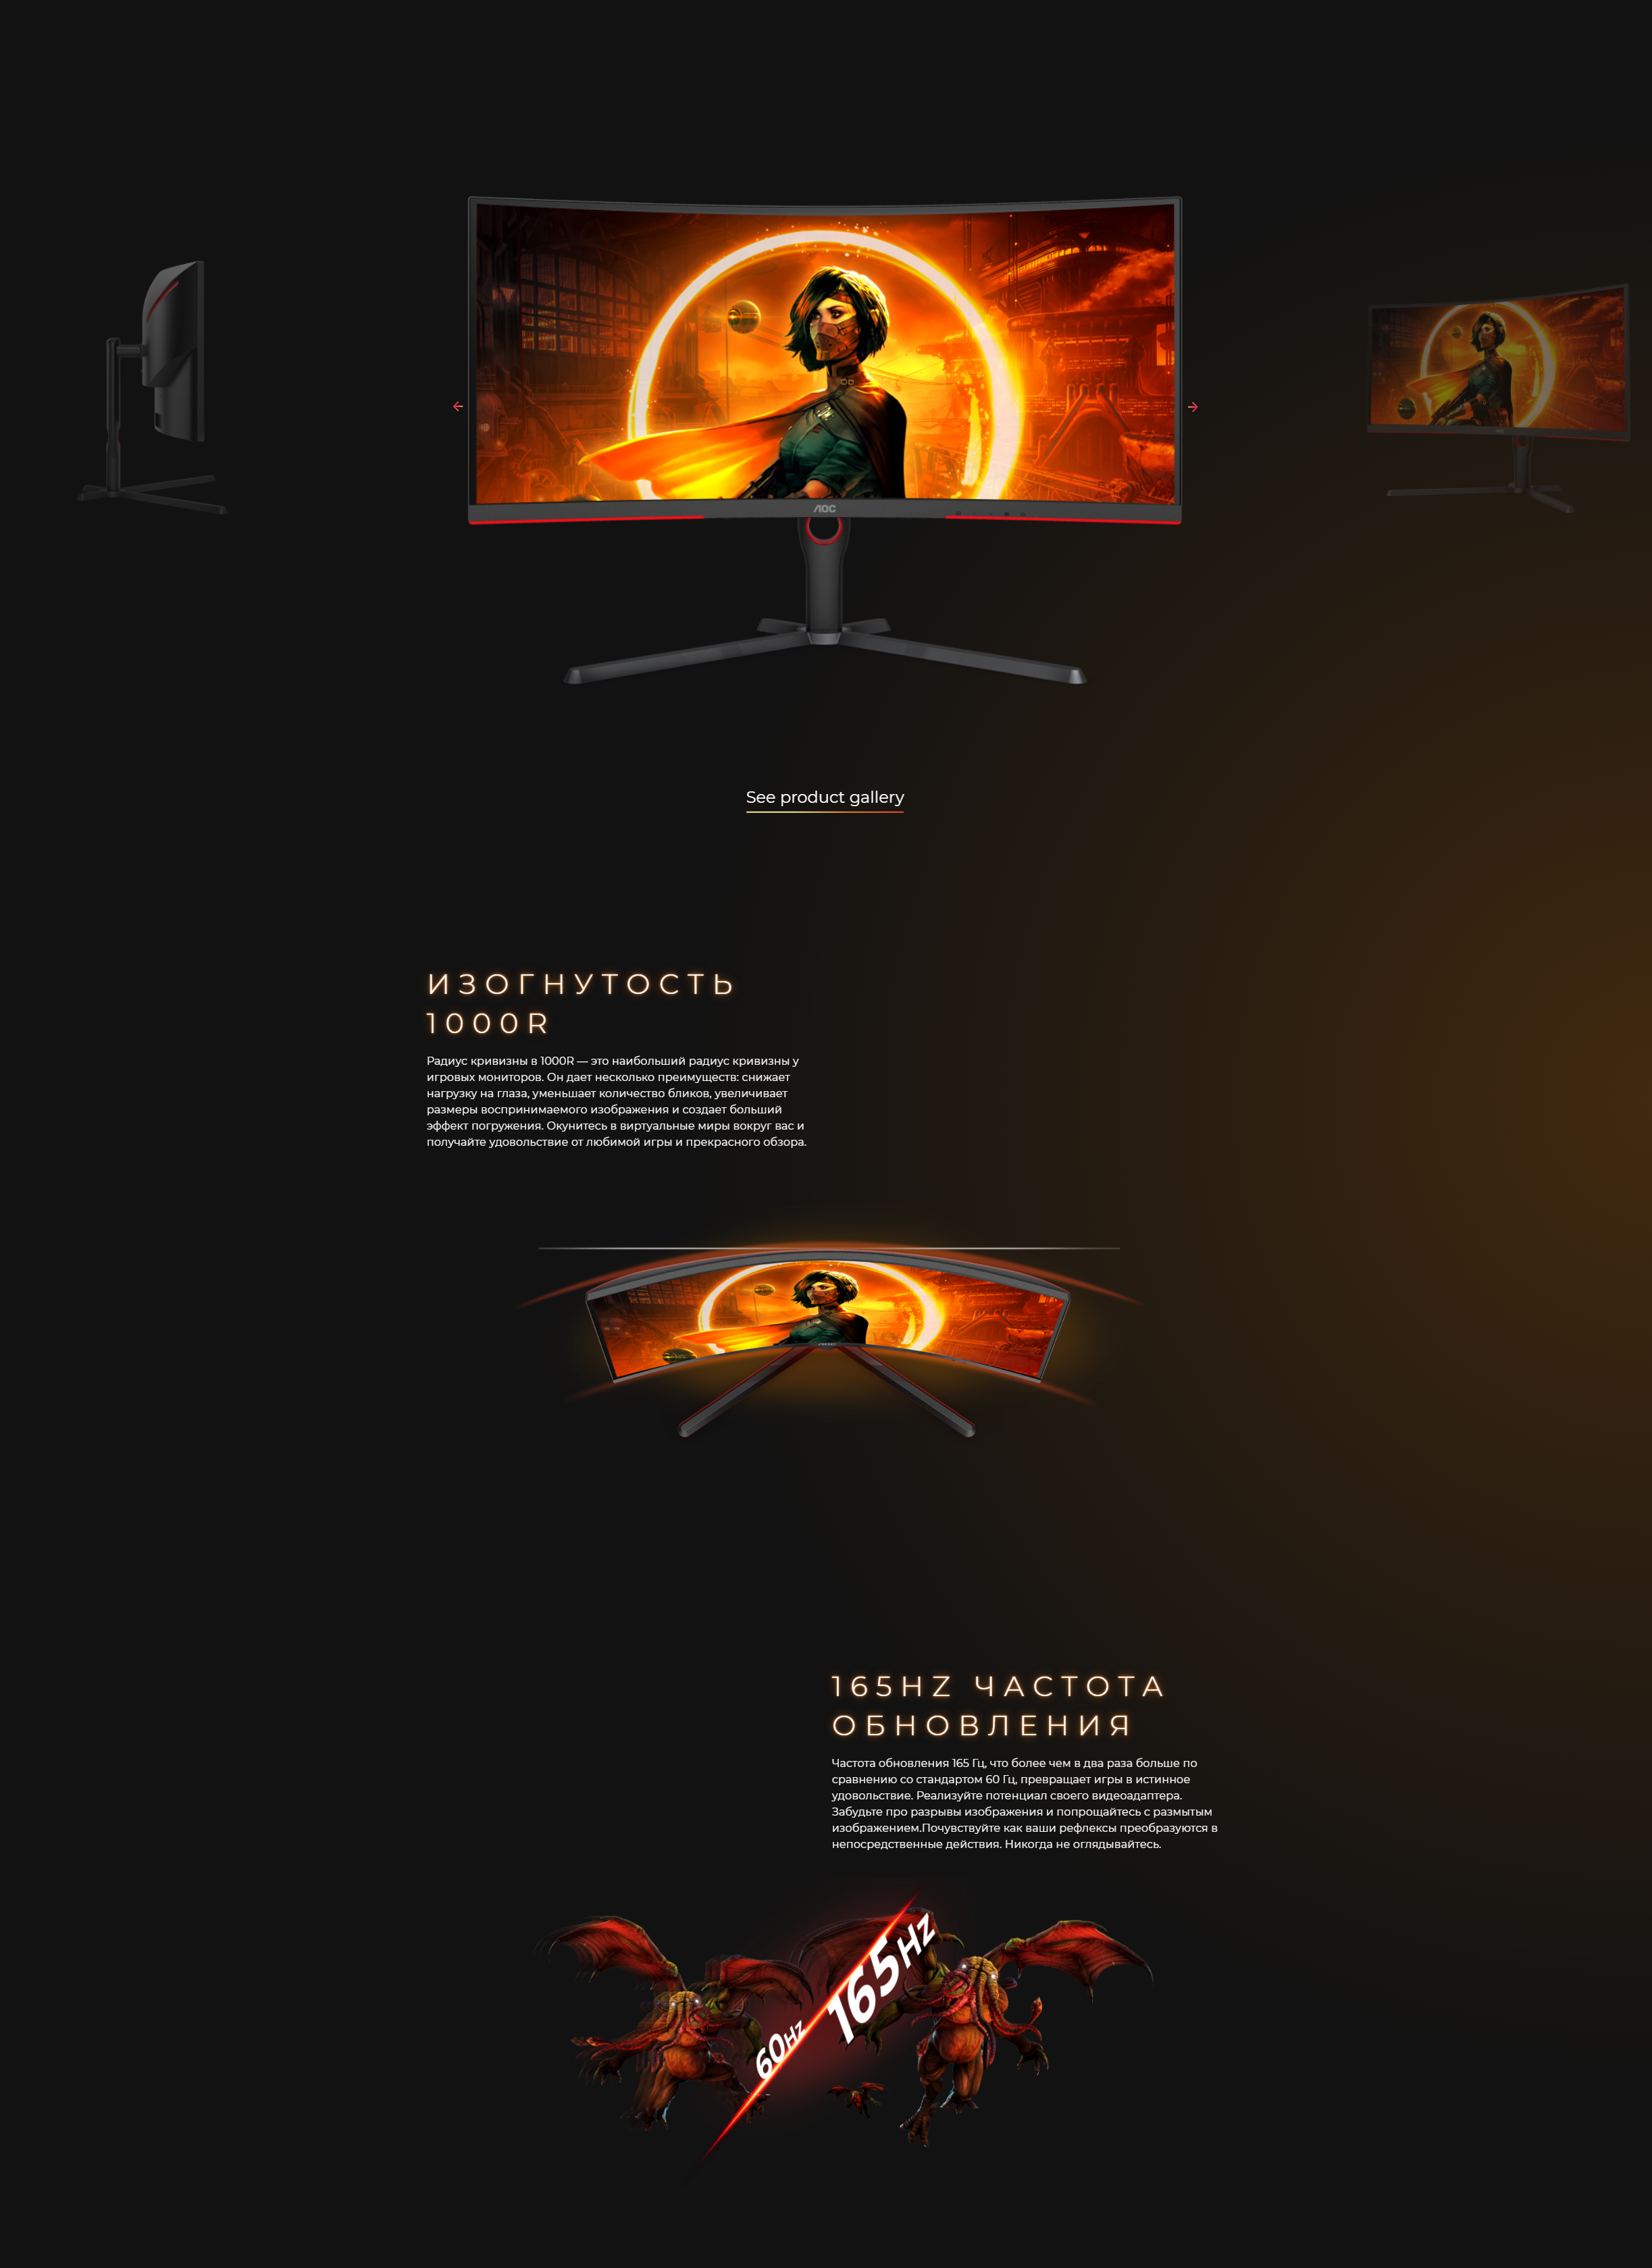 AOC
See product gallery
ИЗОГНУТОСТЬ
1000R
Радиус кривизны в 1000R — это наибольший радиус кривизны у
игровых мониторов. Он дает несколько преимуществ: снижает
нагрузку на глаза, уменьшает количество бликов, увеличивает
размеры воспринимаемого изображения и создает больший
эффект погружения. Окунитесь в виртуальные миры вокруг вас и
получайте удовольствие от любимой игры и прекрасного обзора.
165HZ ЧАСТОТА
ОБНОВЛЕНИЯ
Частота обновления 165 Гц, что более чем в два раза больше по
сравнению со стандартом 60 Гц, превращает игры в истинное
удовольствие. Реализуйте потенциал своего видеоадаптера.
Забудьте про разрывы изображения и попрощайтесь с размытым
изображением.Почувствуйте как ваши рефлексы преобразуются в
непосредственные действия. Никогда не оглядывайтесь.
60HZ
165HZ